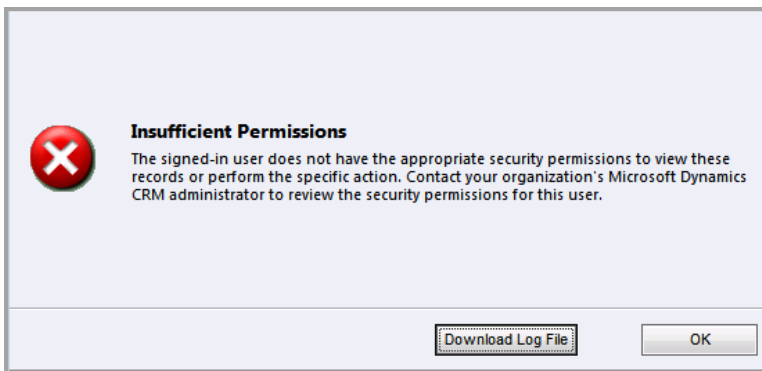 Insufficient Permissions
The signed-in user does not have the appropriate security permissions to view these
records or perform the specific action. Contact your organization's Microsoft Dynamics
CRM administrator to review the security permissions for this user.
Download Log File
OK